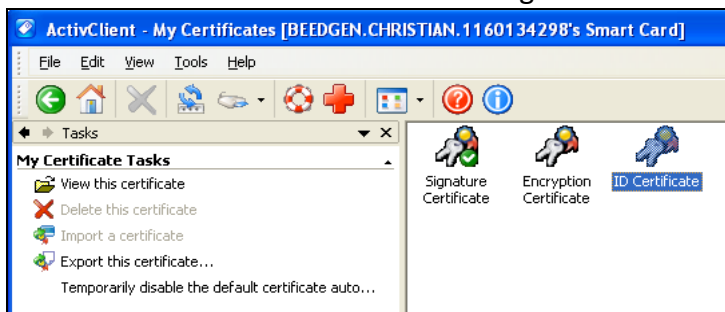 ActivClient - My Certificates [BEEDGEN.CHRISTIAN.1160134298's Smart Card]
File Edit View Tools Help
Tasks
My Certificate Tasks
View this certificate
Delete this certificate
Import a certificate
Export this certificate...
Temporarily disable the default certificate auto...
Signature
Certificate
Encryption
Certificate
ID Certificate